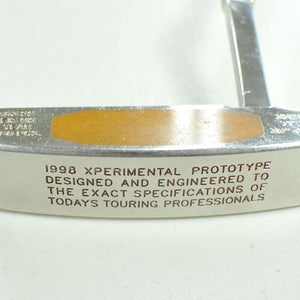 1998 XPERIMENTAL PROTOTYPE
DESIGNED AND ENGINEERED TO
THE EXACT SPECIFICATIONS OF
TODAYS TOURING PROFESSIONALS